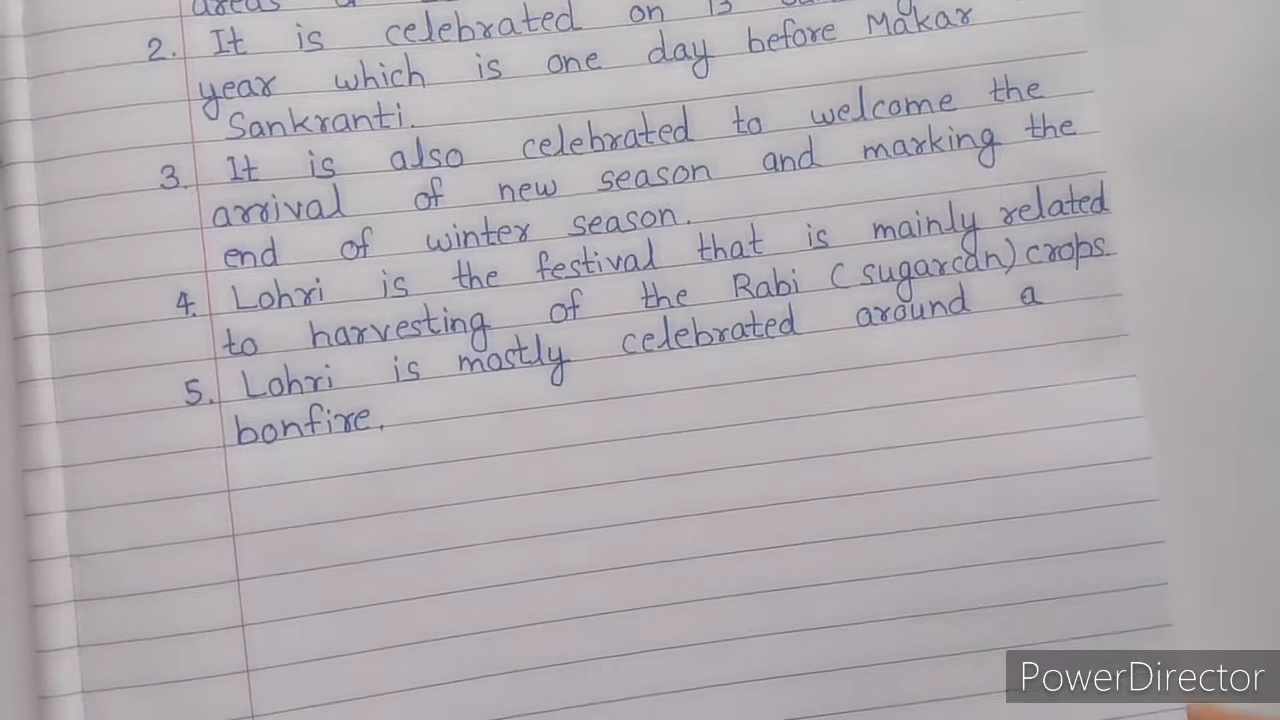 areas
2. It is celebrated on 13
year which is one day before Makar
Sankranti.
3. It is also celebrated to welcome the
arrival of new season and marking the
end of winter season.
4. Lohri is the festival that is mainly related
to harvesting of the Rabi (sugarcan) crops.
5. Lohri is mostly celebrated around a
bonfire.
PowerDirector